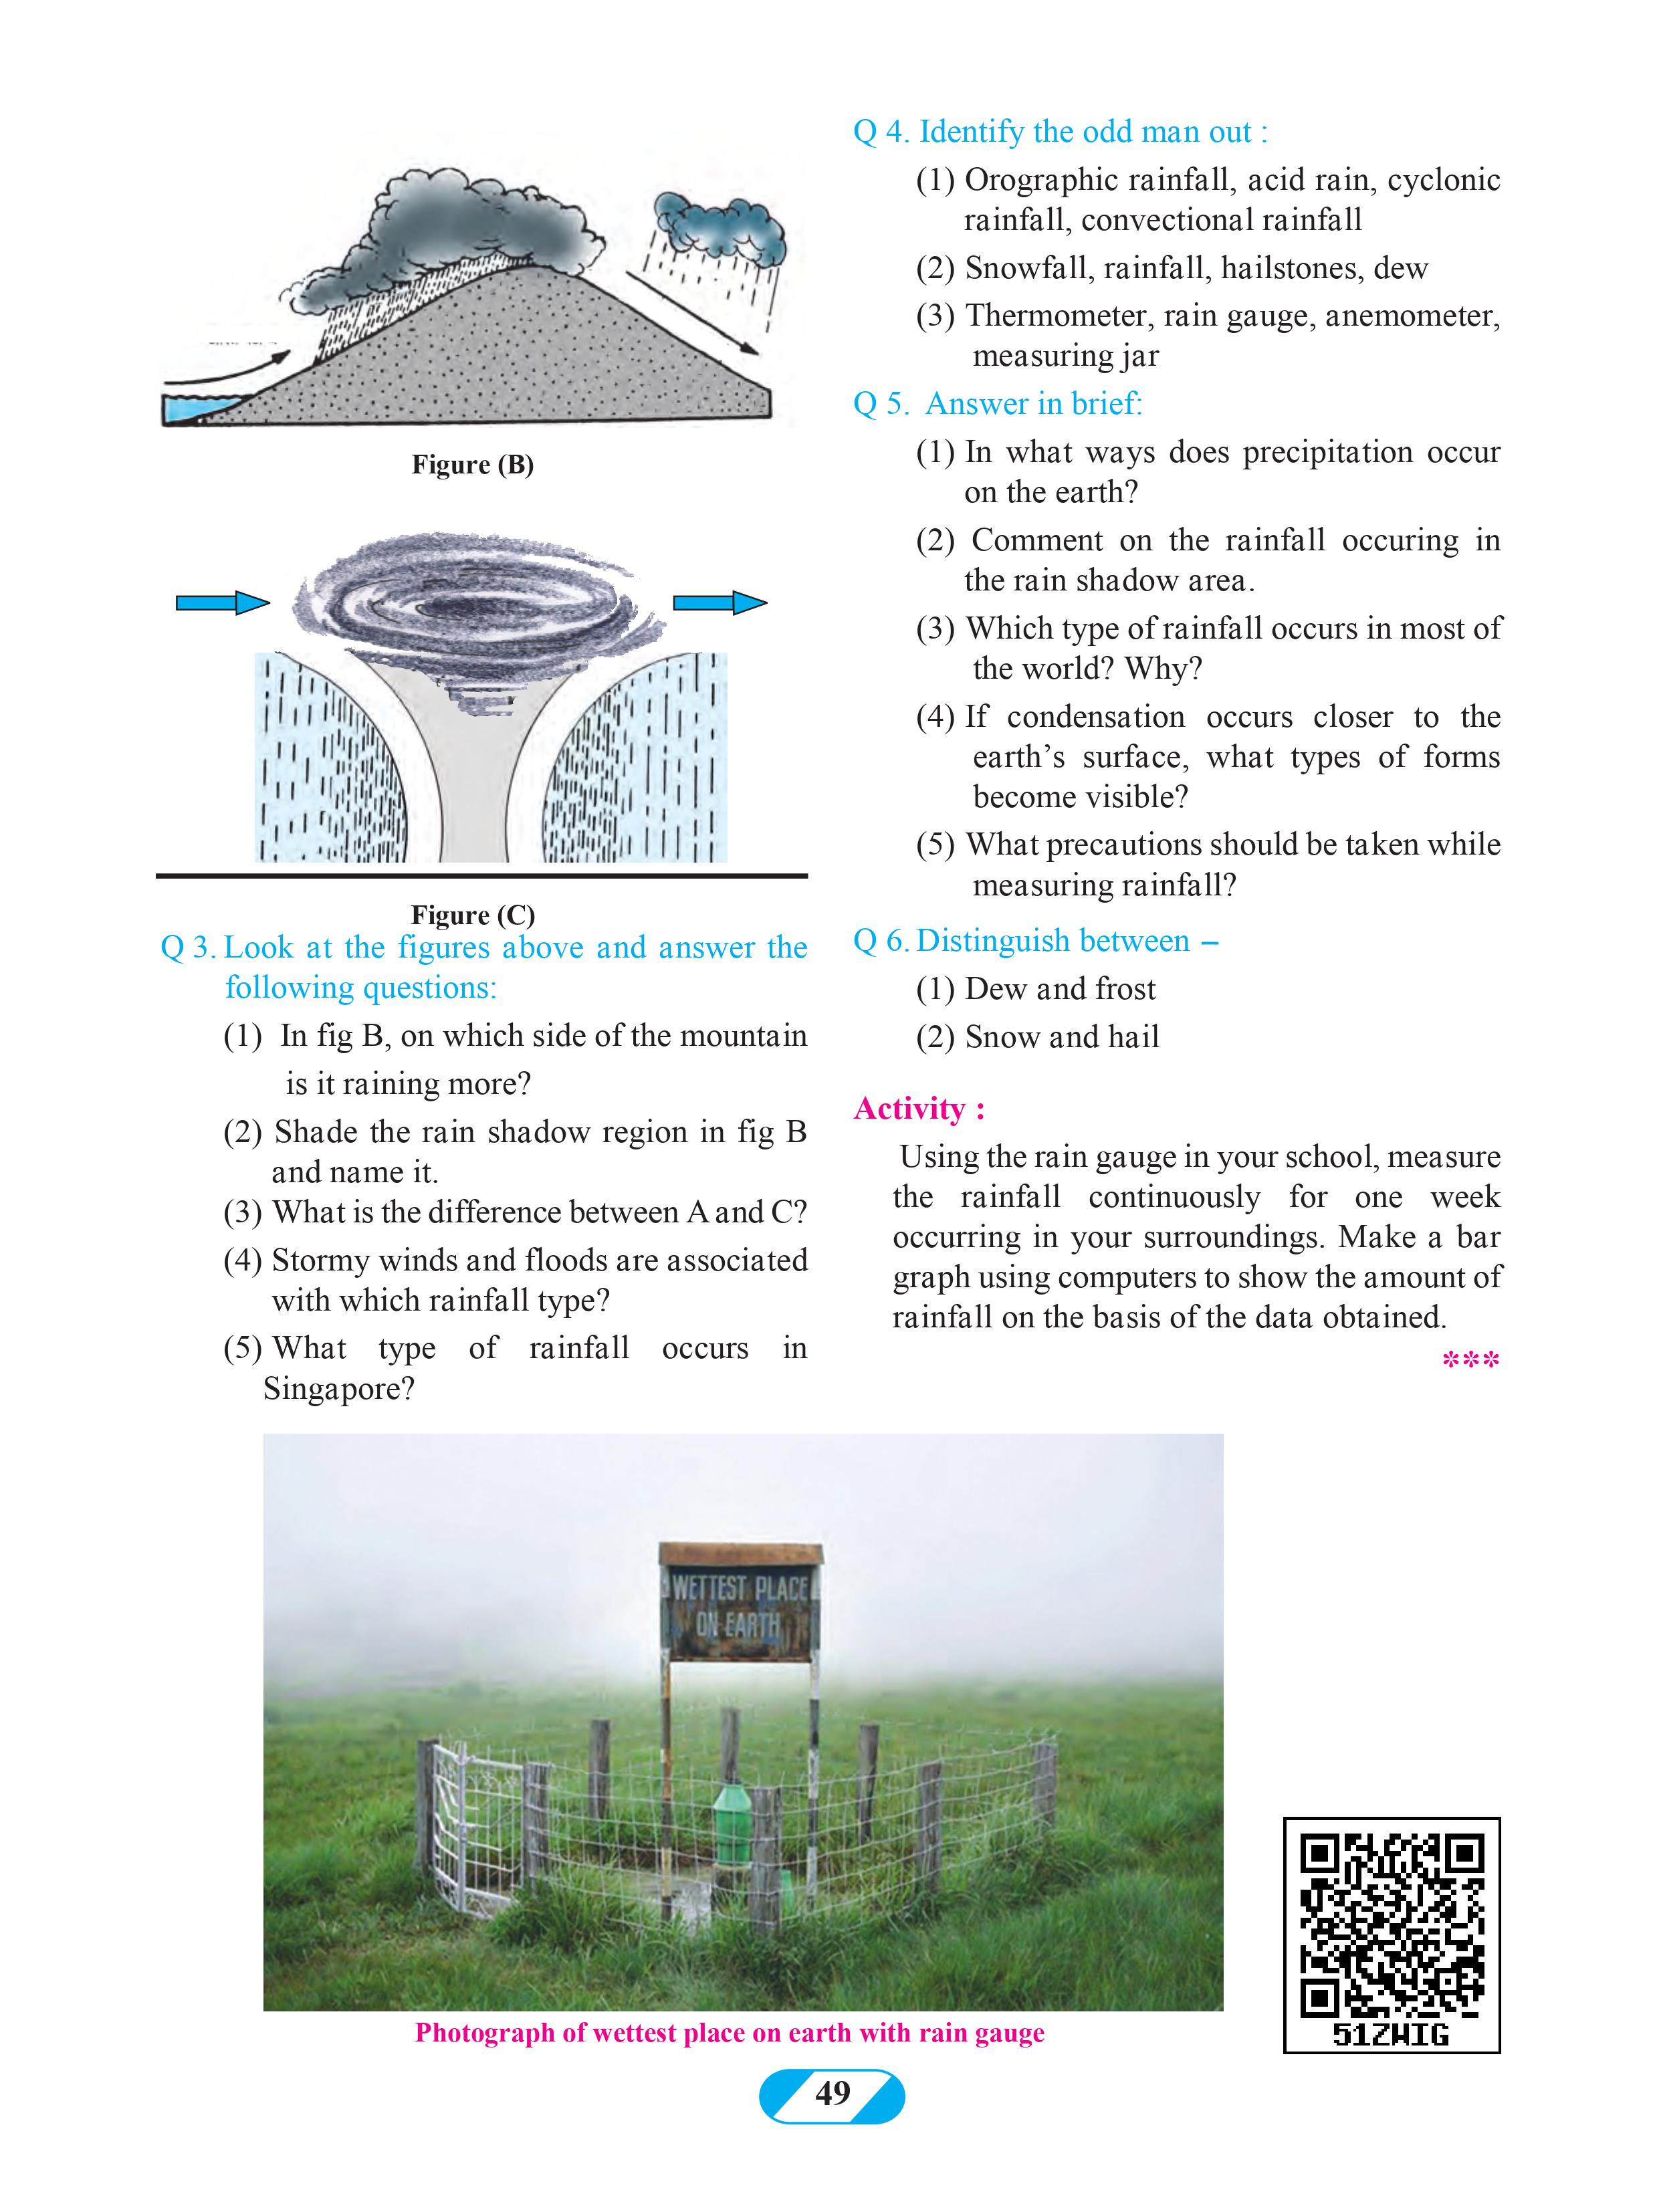 Figure (B)
Figure (C)
Q 3. Look at the figures above and answer the
following questions:
(1) In fig B, on which side of the mountain
is it raining more?
(2) Shade the rain shadow region in fig B
and name it.
(3) What is the difference between A and C?
(4) Stormy winds and floods are associated
with which rainfall type?
(5) What type of rainfall occurs in
Singapore?
Q 4. Identify the odd man out :
(1) Orographic rainfall, acid rain, cyclonic
rainfall, convectional rainfall
(2) Snowfall, rainfall, hailstones, dew
(3) Thermometer, rain gauge, anemometer,
measuring jar
Q 5. Answer in brief:
(1) In what ways does precipitation occur
on the earth?
(2) Comment on the rainfall occuring in
the rain shadow area.
(3) Which type of rainfall occurs in most of
the world? Why?
(4) If condensation occurs closer to the
earth’s surface, what types of forms
become visible?
(5) What precautions should be taken while
measuring rainfall?
Q 6. Distinguish between –
(1) Dew and frost
(2) Snow and hail
Activity :
Using the rain gauge in your school, measure
the rainfall continuously for one week
occurring in your surroundings. Make a bar
graph using computers to show the amount of
rainfall on the basis of the data obtained.
***
WETTEST PLACE
ON EARTH
Photograph of wettest place on earth with rain gauge
51ZWIG
49